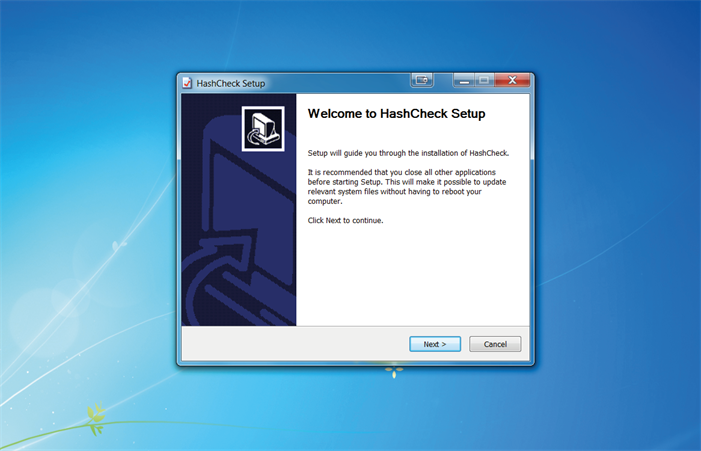 HashCheck Setup
Welcome to HashCheck Setup
Setup will guide you through the installation of HashCheck.
It is recommended that you close all other applications
before starting Setup. This will make it possible to update
relevant system files without having to reboot your
computer.
Click Next to continue.
Next > Cancel